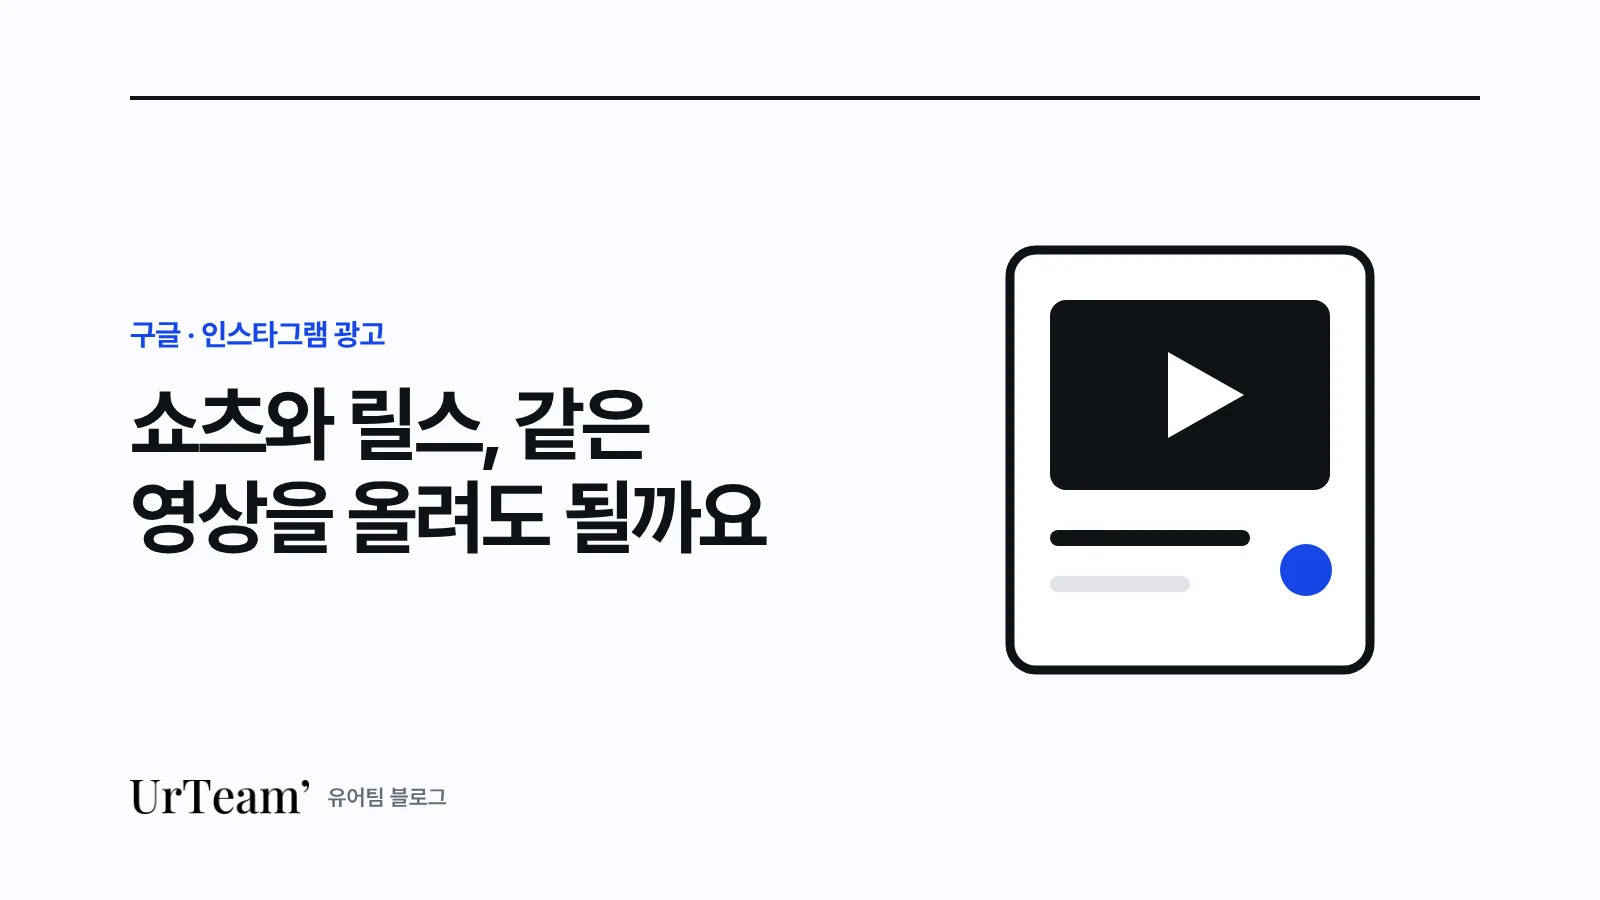 구글 · 인스타그램 광고
쇼츠와 릴스, 같은
영상을 올려도 될까요
UrTeam’ 유어팀 블로그